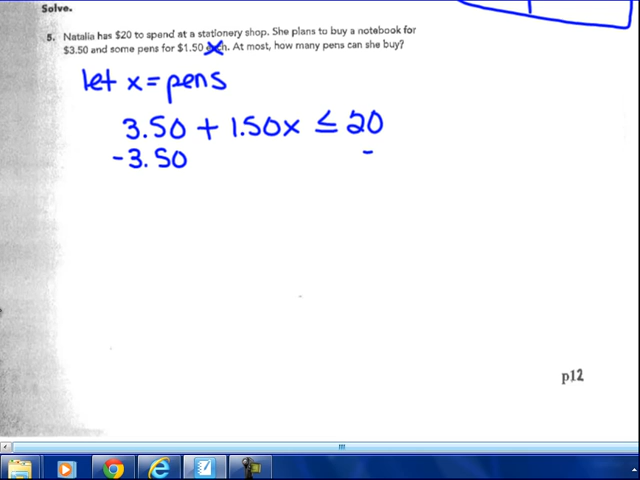 Solve.
5. Natalia has $20 to spend at a stationery shop. She plans to buy a notebook for
$3.50 and some pens for $1.50 each. At most, how many pens can she buy?
x
let x = pens
3.50 + 1.50x ≤ 20
-3.50 -
p12